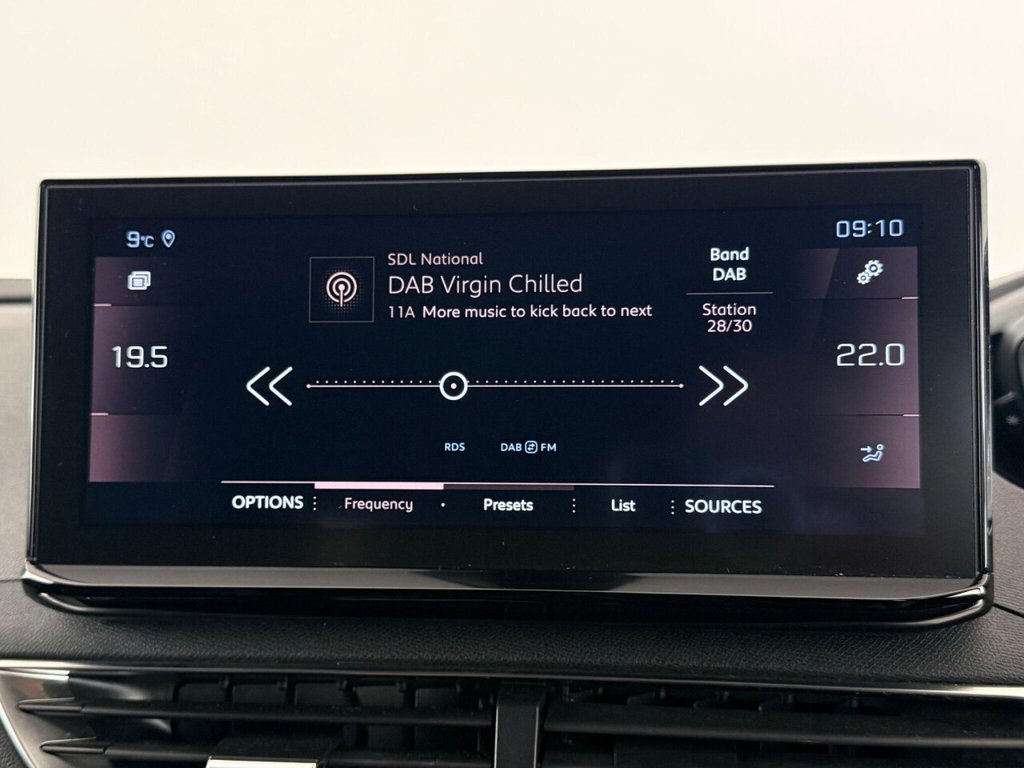 9°C
09:10
SDL National
DAB Virgin Chilled
11A More music to kick back to next
Band
DAB
Station
28/30
19.5
22.0
RDS
DAB FM
OPTIONS
Frequency
Presets
List
SOURCES